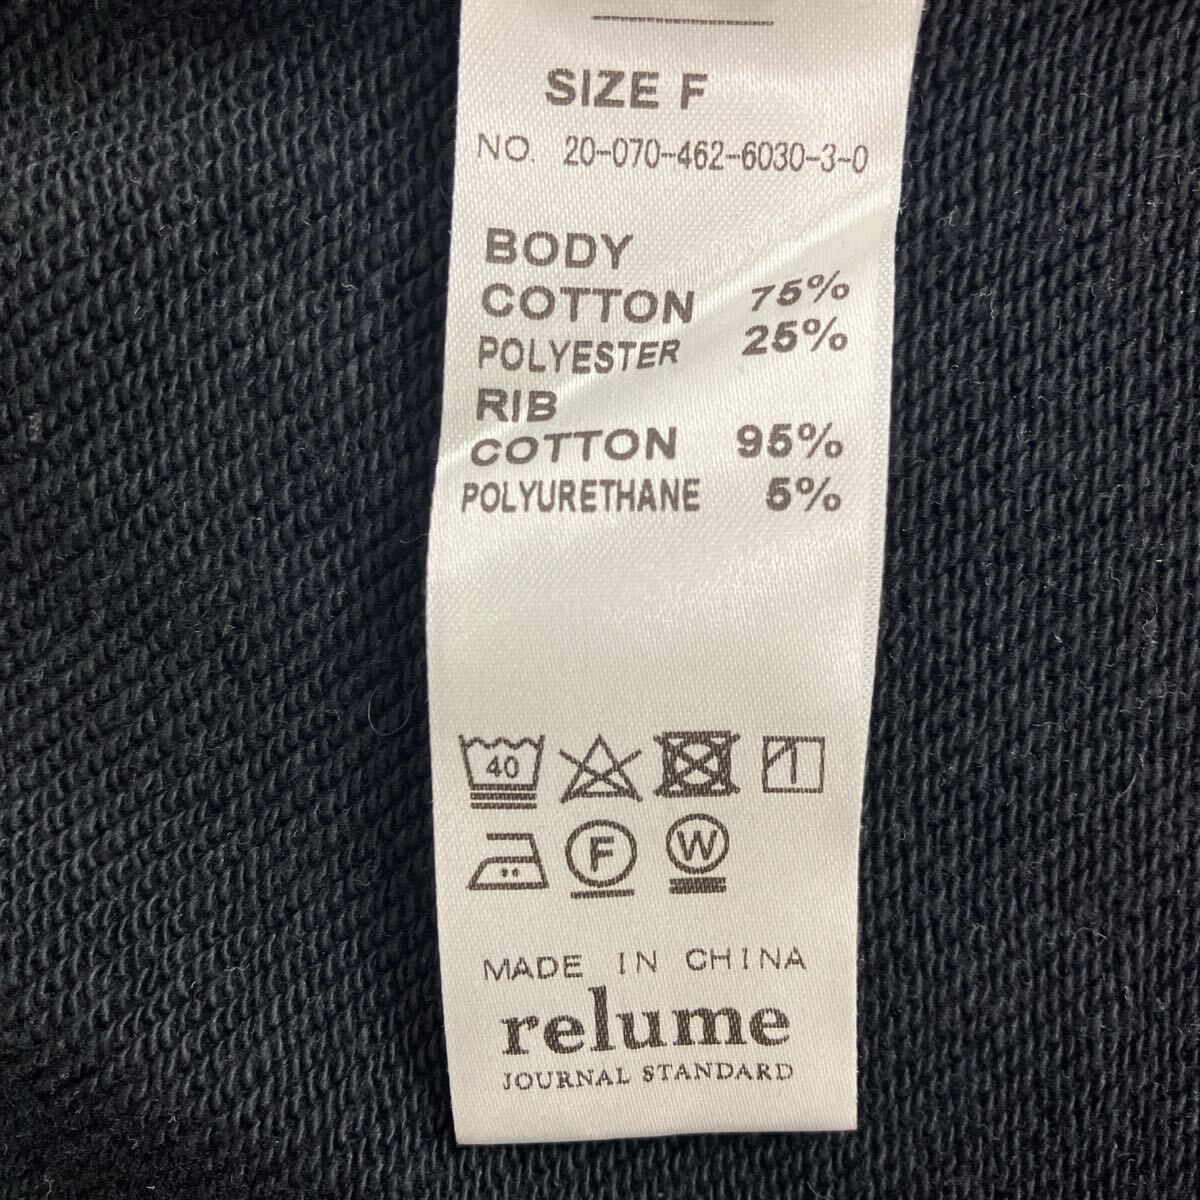 SIZE F
NO. 20-070-462-6030-3-0
BODY
COTTON 75%
POLYESTER 25%
RIB
COTTON 95%
POLYURETHANE 5%
40
F W
MADE IN CHINA
relume
JOURNAL STANDARD